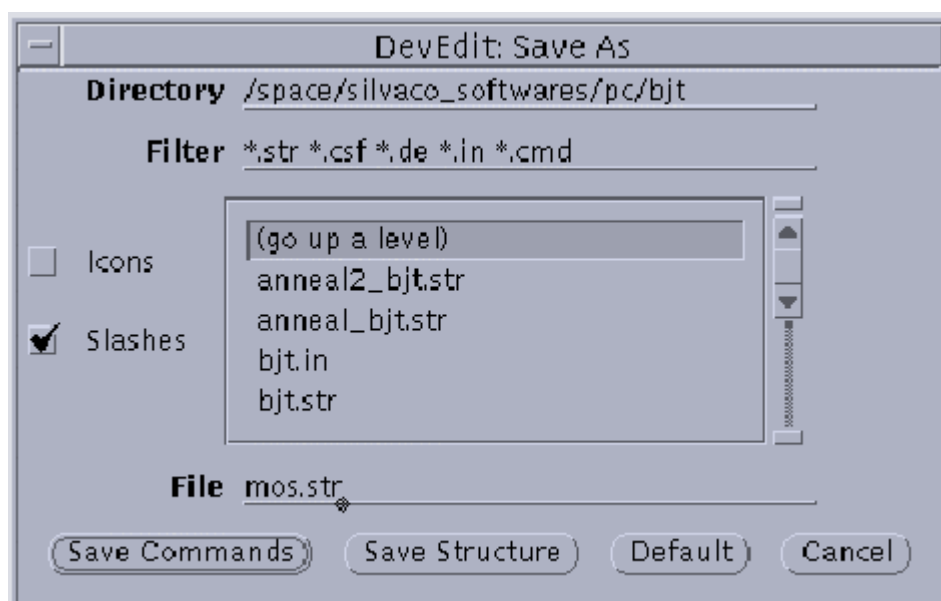 DevEdit: Save As
Directory /space/silvaco_softwares/pc/bjt
Filter *.str *.csf *.de *.in *.cmd
(go up a level)
Icons
anneal2_bjt.str
anneal_bjt.str
Slashes
bjt.in
bjt.str
File mos.str
Save Commands Save Structure Default Cancel